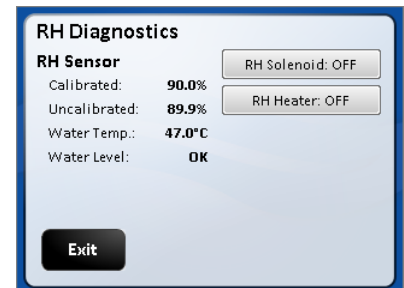 RH Diagnostics
RH Sensor
Calibrated: 90.0%
Uncalibrated: 89.9%
Water Temp.: 47.0°C
Water Level: OK
RH Solenoid: OFF
RH Heater: OFF
Exit